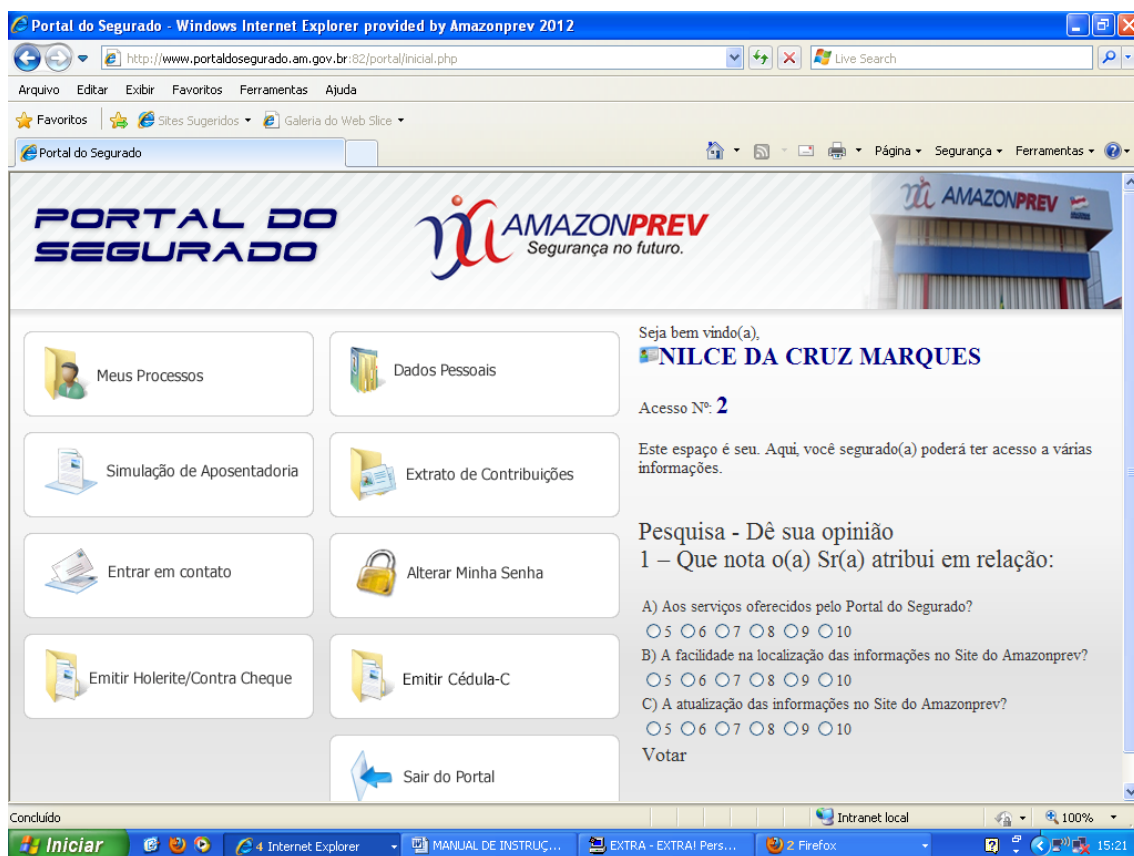 Portal do Segurado - Windows Internet Explorer provided by Amazonprev 2012
http://www.portaldosegurado.am.gov.br:82/portal/inicial.php
Live Search
Arquivo Editar Exibir Favoritos Ferramentas Ajuda
Favoritos Sites Sugeridos Galeria do Web Slice
Portal do Segurado
Página Segurança Ferramentas
PORTAL DO
SEGURADO
AMAZONPREV
Segurança no futuro.
AMAZONPREV
Meus Processos
Dados Pessoais
Simulação de Aposentadoria
Extrato de Contribuições
Entrar em contato
Alterar Minha Senha
Emitir Holerite/Contra Cheque
Emitir Cédula-C
Sair do Portal
Seja bem vindo(a),
NILCE DA CRUZ MARQUES
Acesso Nº: 2
Este espaço é seu. Aqui, você segurado(a) poderá ter acesso a várias
informações.
Pesquisa - Dê sua opinião
1 – Que nota o(a) Sr(a) atribui em relação:
A) Aos serviços oferecidos pelo Portal do Segurado?
5 6 7 8 9 10
B) A facilidade na localização das informações no Site do Amazonprev?
5 6 7 8 9 10
C) A atualização das informações no Site do Amazonprev?
5 6 7 8 9 10
Votar
Concluído
Intranet local
100%
Iniciar
4 Internet Explorer
MANUAL DE INSTRUÇ...
EXTRA - EXTRA! Pers...
2 Firefox
15:21